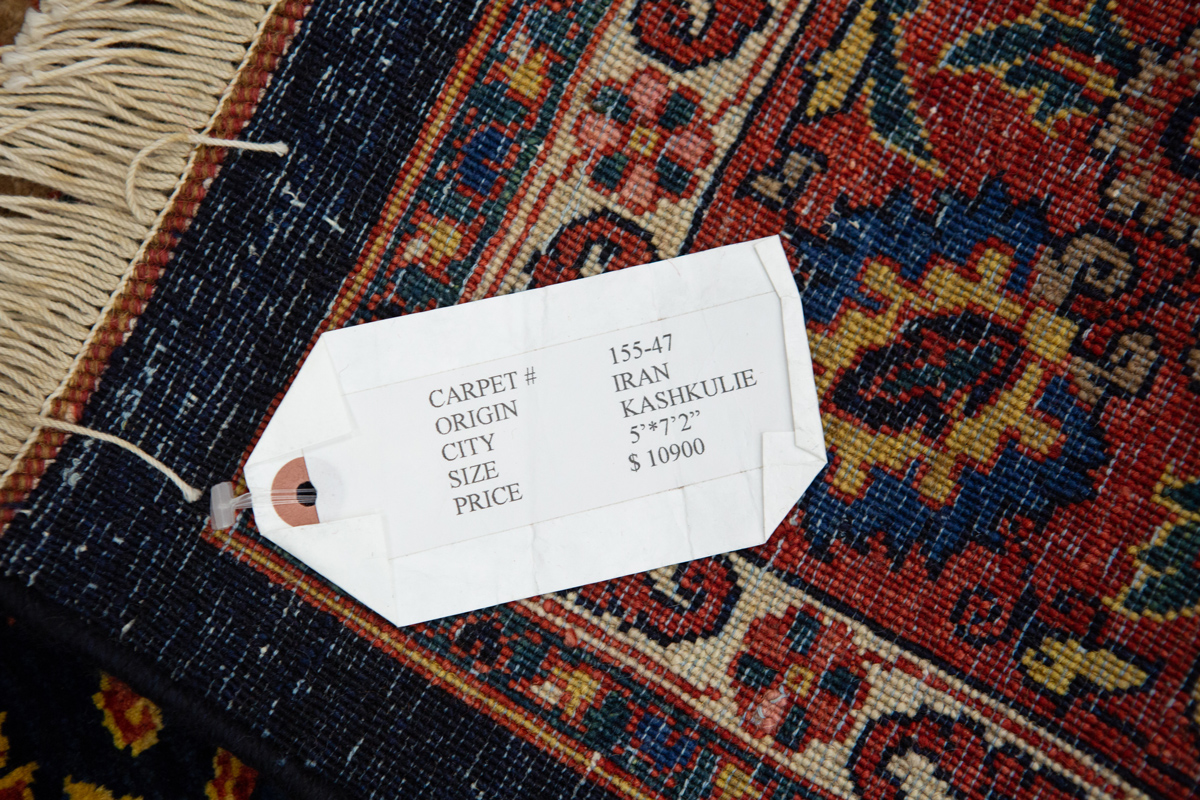 CARPET # 155-47
ORIGIN IRAN
CITY KASHKULIE
SIZE 5’*7’2”
PRICE $ 10900